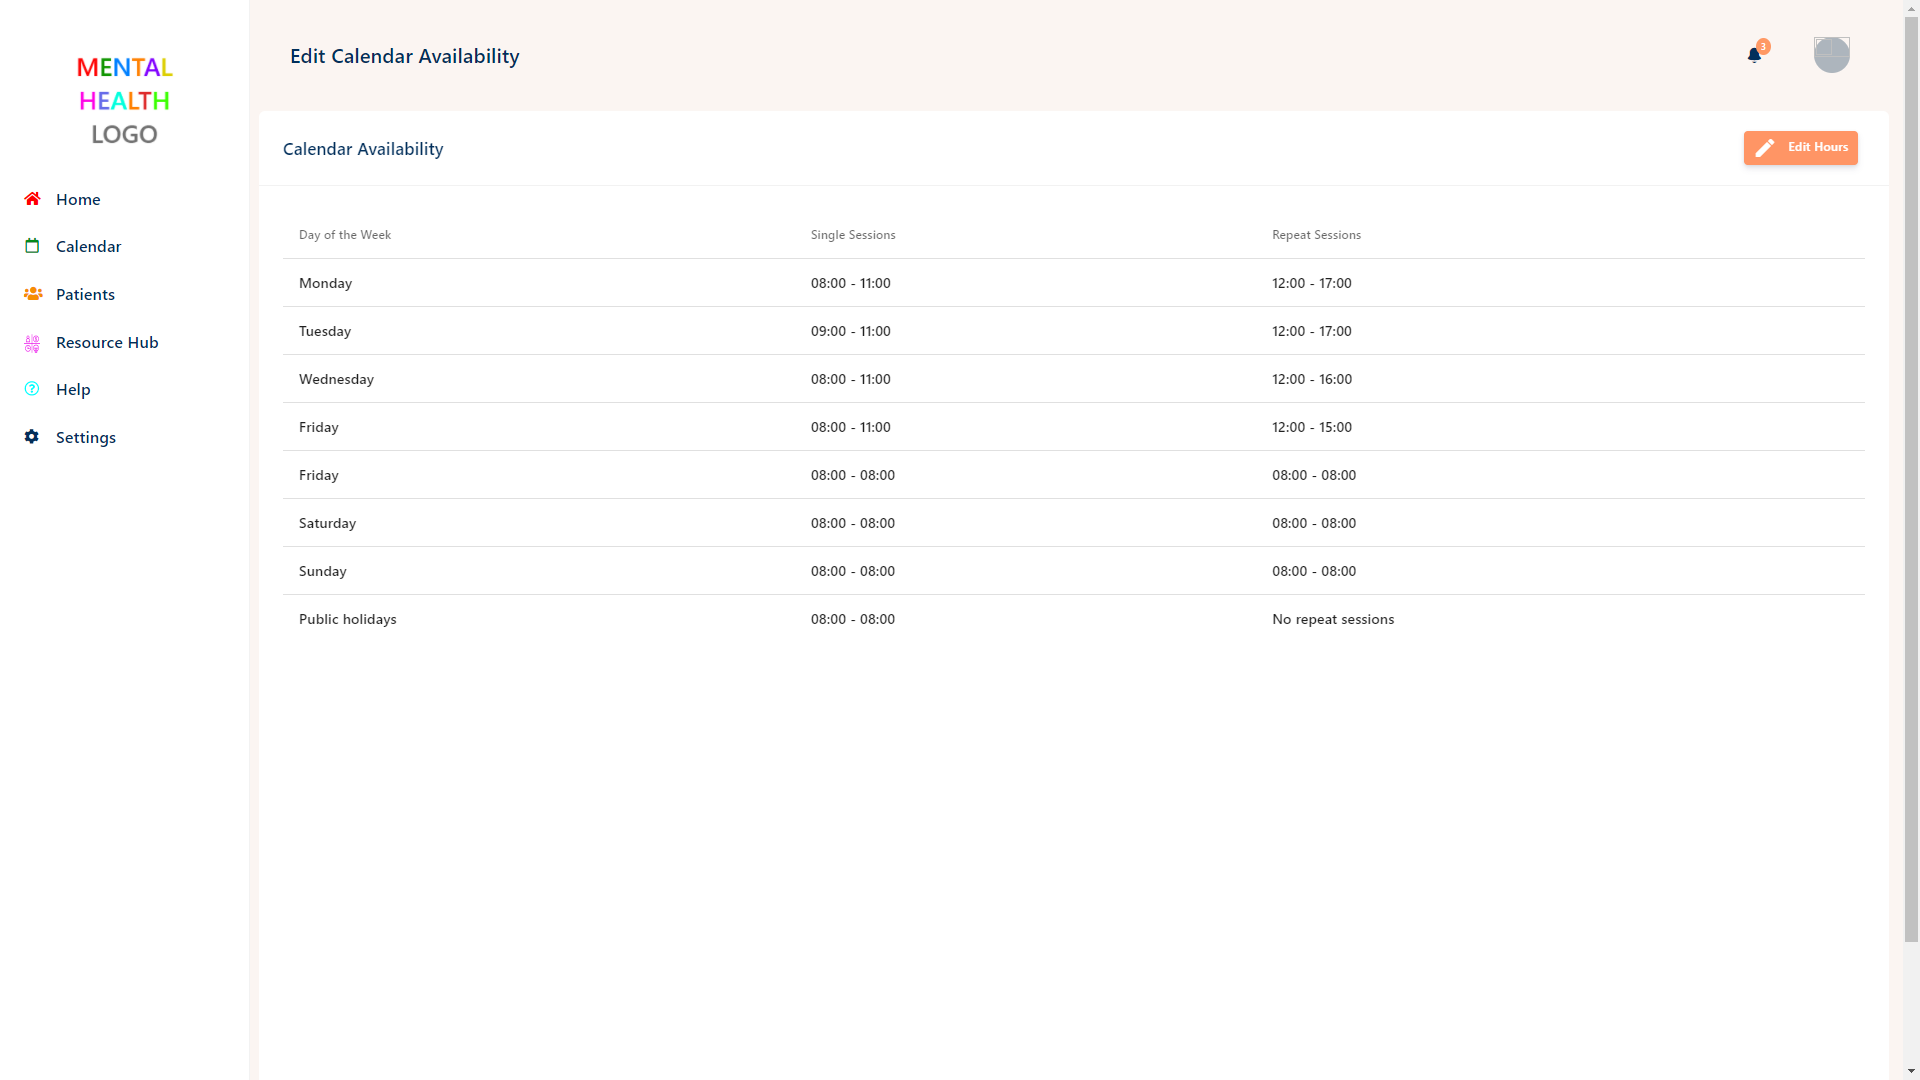 MENTAL
HEALTH
LOGO
Home
Calendar
Patients
Resource Hub
Help
Settings
Edit Calendar Availability
3
Calendar Availability
Edit Hours
Day of the Week Single Sessions Repeat Sessions
Monday 08:00 - 11:00 12:00 - 17:00
Tuesday 09:00 - 11:00 12:00 - 17:00
Wednesday 08:00 - 11:00 12:00 - 16:00
Friday 08:00 - 11:00 12:00 - 15:00
Friday 08:00 - 08:00 08:00 - 08:00
Saturday 08:00 - 08:00 08:00 - 08:00
Sunday 08:00 - 08:00 08:00 - 08:00
Public holidays 08:00 - 08:00 No repeat sessions